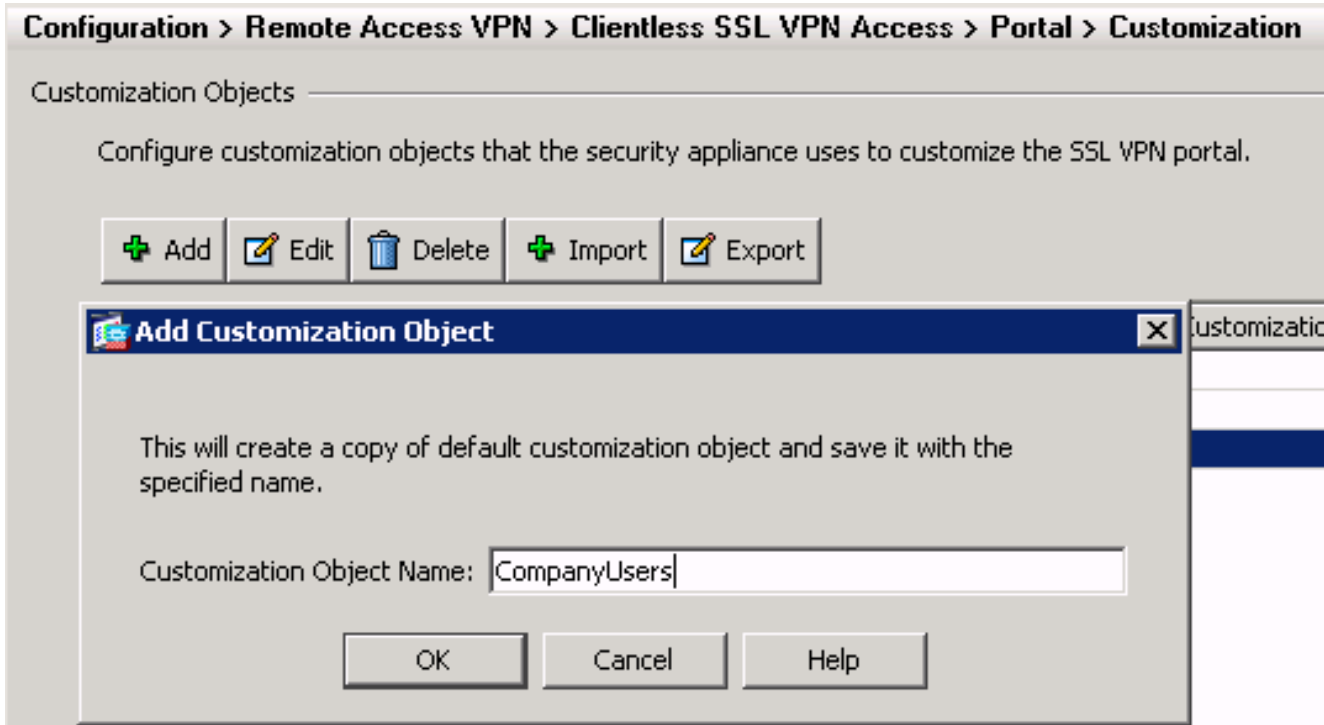 Configuration > Remote Access VPN > Clientless SSL VPN Access > Portal > Customization
Customization Objects
Configure customization objects that the security appliance uses to customize the SSL VPN portal.
Add Edit Delete Import Export
Add Customization Object
ustomizatio
This will create a copy of default customization object and save it with the
specified name.
Customization Object Name: CompanyUsers
OK Cancel Help